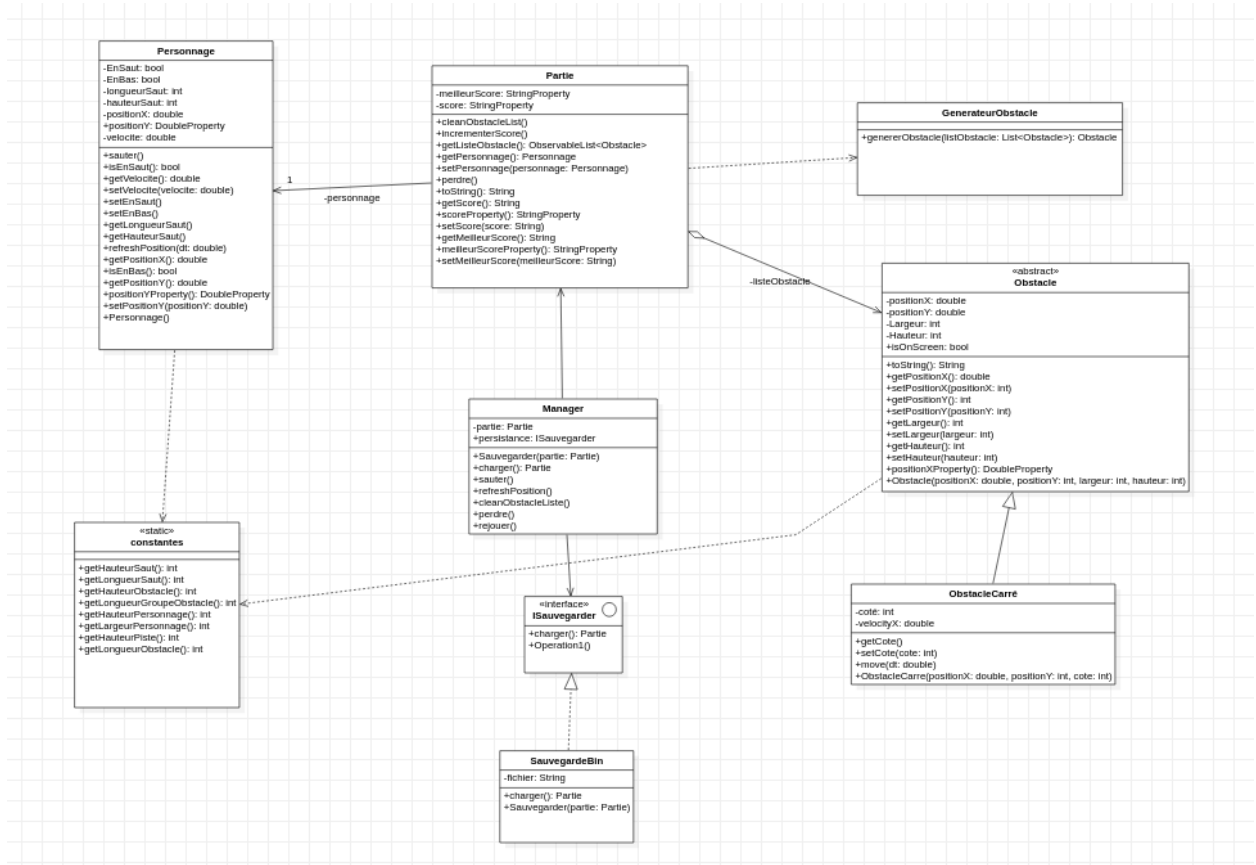 Personnage
-EnSaut: bool
-EnBas: bool
-longueurSaut: int
-hauteurSaut: int
-positionX: double
+positionY: DoubleProperty
-velocite: double
+sauter()
+isEnSaut(): bool
+getVelocite(): double
+setVelocite(velocite: double)
+setEnSaut()
+setEnBas()
+getLongueurSaut()
+getHauteurSaut()
+refreshPosition(dt: double)
+getPositionX(): double
+isEnBas(): bool
+getPositionY(): double
+positionYProperty(): DoubleProperty
+setPositionY(positionY: double)
+Personnage()
1
-personnage
Partie
-meilleurScore: StringProperty
-score: StringProperty
+cleanObstacleList()
+incrementerScore()
+getListeObstacle(): ObservableList<Obstacle>
+getPersonnage(): Personnage
+setPersonnage(personnage: Personnage)
+perdre()
+toString(): String
+getScore(): String
+scoreProperty(): StringProperty
+setScore(score: String)
+getMeilleurScore(): String
+meilleurScoreProperty(): StringProperty
+setMeilleurScore(meilleurScore: String)
GenerateurObstacle
+genererObstacle(listObstacle: List<Obstacle>): Obstacle
-listeObstacle
«abstract»
Obstacle
-positionX: double
-positionY: double
-Largeur: int
-Hauteur: int
+isOnScreen: bool
+toString(): String
+getPositionX(): double
+setPositionX(positionX: int)
+getPositionY(): int
+setPositionY(positionY: int)
+getLargeur(): int
+setLargeur(largeur: int)
+getHauteur(): int
+setHauteur(hauteur: int)
+positionXProperty(): DoubleProperty
+Obstacle(positionX: double, positionY: int, largeur: int, hauteur: int)
Manager
-partie: Partie
+persistance: ISauvegarder
+Sauvegarder(partie: Partie)
+charger(): Partie
+sauter()
+refreshPosition()
+cleanObstacleListe()
+perdre()
+rejouer()
«static»
constantes
+getHauteurSaut(): int
+getLongueurSaut(): int
+getHauteurObstacle(): int
+getLongueurGroupeObstacle(): int
+getHauteurPersonnage(): int
+getLargeurPersonnage(): int
+getHauteurPiste(): int
+getLongueurObstacle(): int
«interface»
ISauvegarder
+charger(): Partie
+Operation1()
ObstacleCarré
-coté: int
-velocityX: double
+getCote()
+setCote(cote: int)
+move(dt: double)
+ObstacleCarre(positionX: double, positionY: int, cote: int)
SauvegardeBin
-fichier: String
+charger(): Partie
+Sauvegarder(partie: Partie)